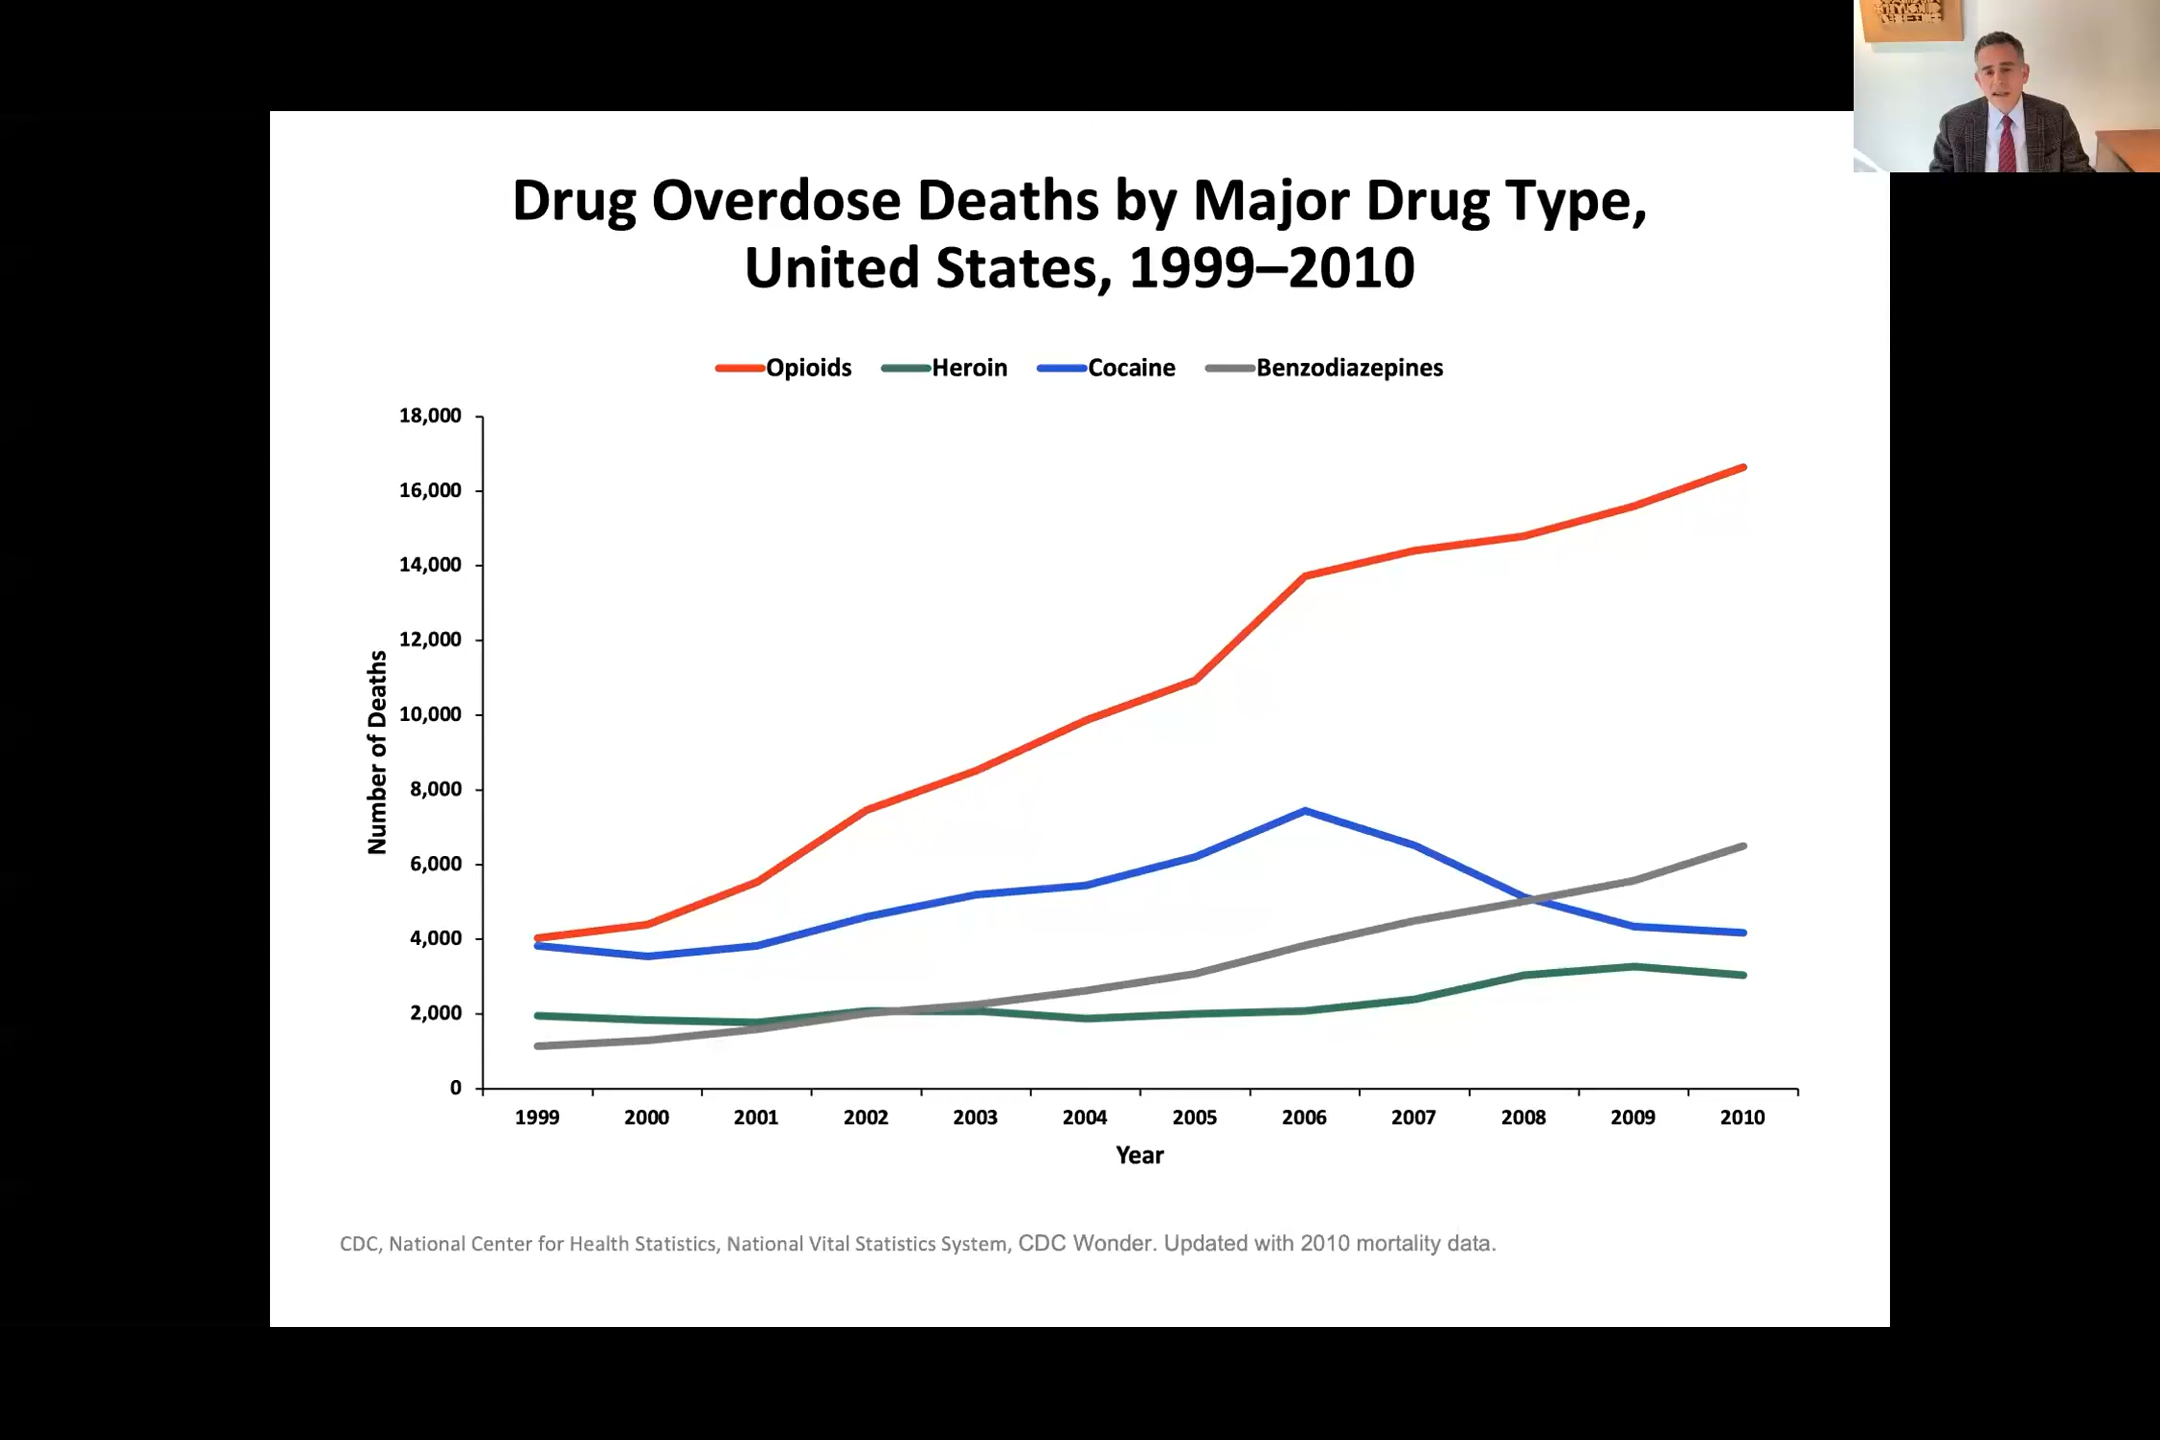 Drug Overdose Deaths by Major Drug Type,
United States, 1999–2010
Opioids Heroin Cocaine Benzodiazepines
18,000
16,000
14,000
12,000
10,000
8,000
6,000
4,000
2,000
0
Number of Deaths
1999 2000 2001 2002 2003 2004 2005 2006 2007 2008 2009 2010
Year
CDC, National Center for Health Statistics, National Vital Statistics System, CDC Wonder. Updated with 2010 mortality data.